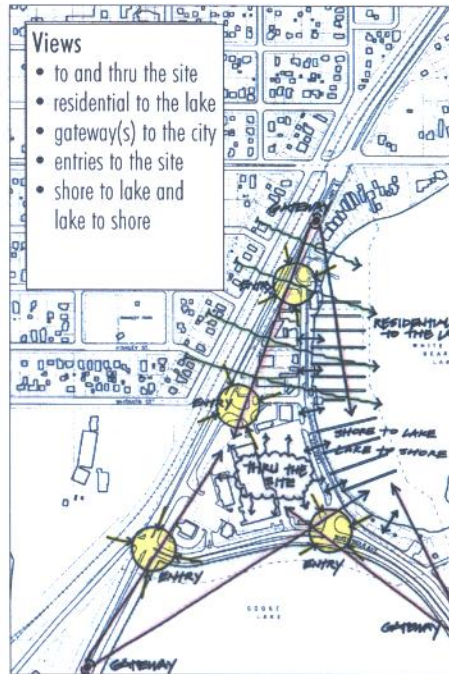 Views
• to and thru the site
• residential to the lake
• gateway(s) to the city
• entries to the site
• shore to lake and
lake to shore
GATEWAY
ENTRY
RESIDENTIAL
TO THE L
ENTRY
SHORE TO LAKE
LAKE TO SHORE
THRU THE
SITE
ENTRY
ENTRY
GOOSE
LAKE
GATEWAY
GATEWAY